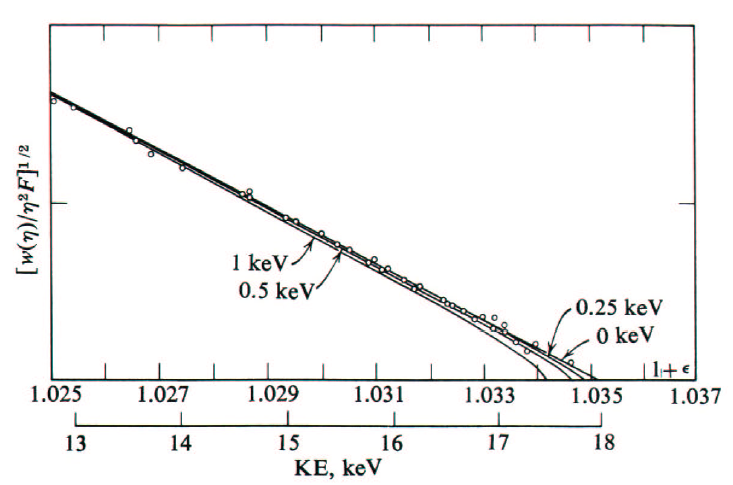 [w(η)/η²F]^1/2
1 keV
0.5 keV
0.25 keV
0 keV
1 + ϵ
1.025 1.027 1.029 1.031 1.033 1.035 1.037
13 14 15 16 17 18
KE, keV